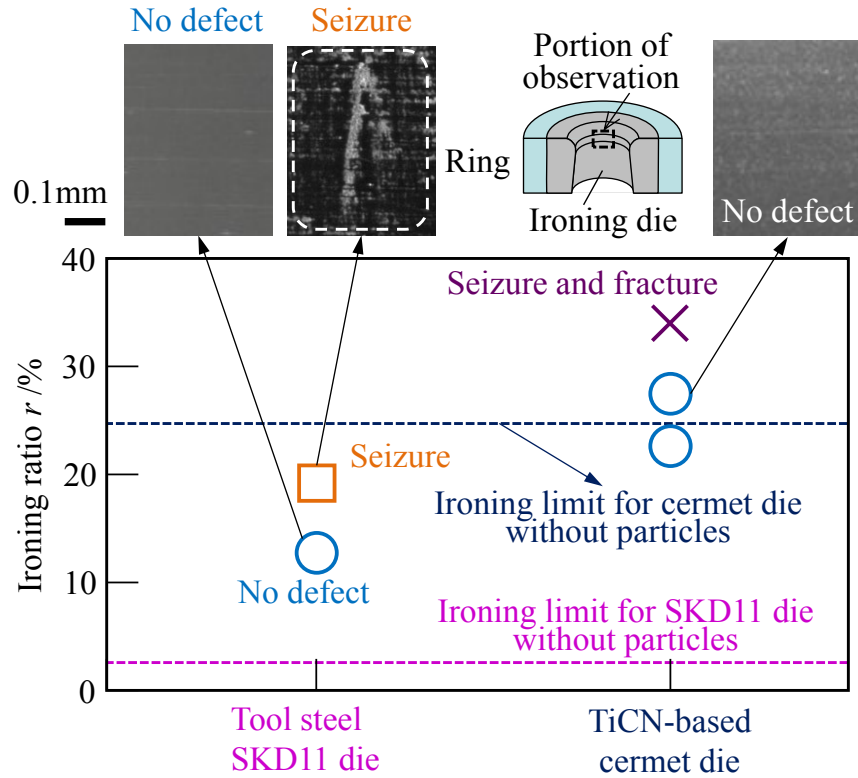 No defect
Seizure
Portion of
observation
Ring
Ironing die
0.1mm
No defect
40
30
20
10
0
Ironing ratio r /%
Seizure and fracture
Seizure
Ironing limit for cermet die
without particles
No defect
Ironing limit for SKD11 die
without particles
Tool steel
SKD11 die
TiCN-based
cermet die